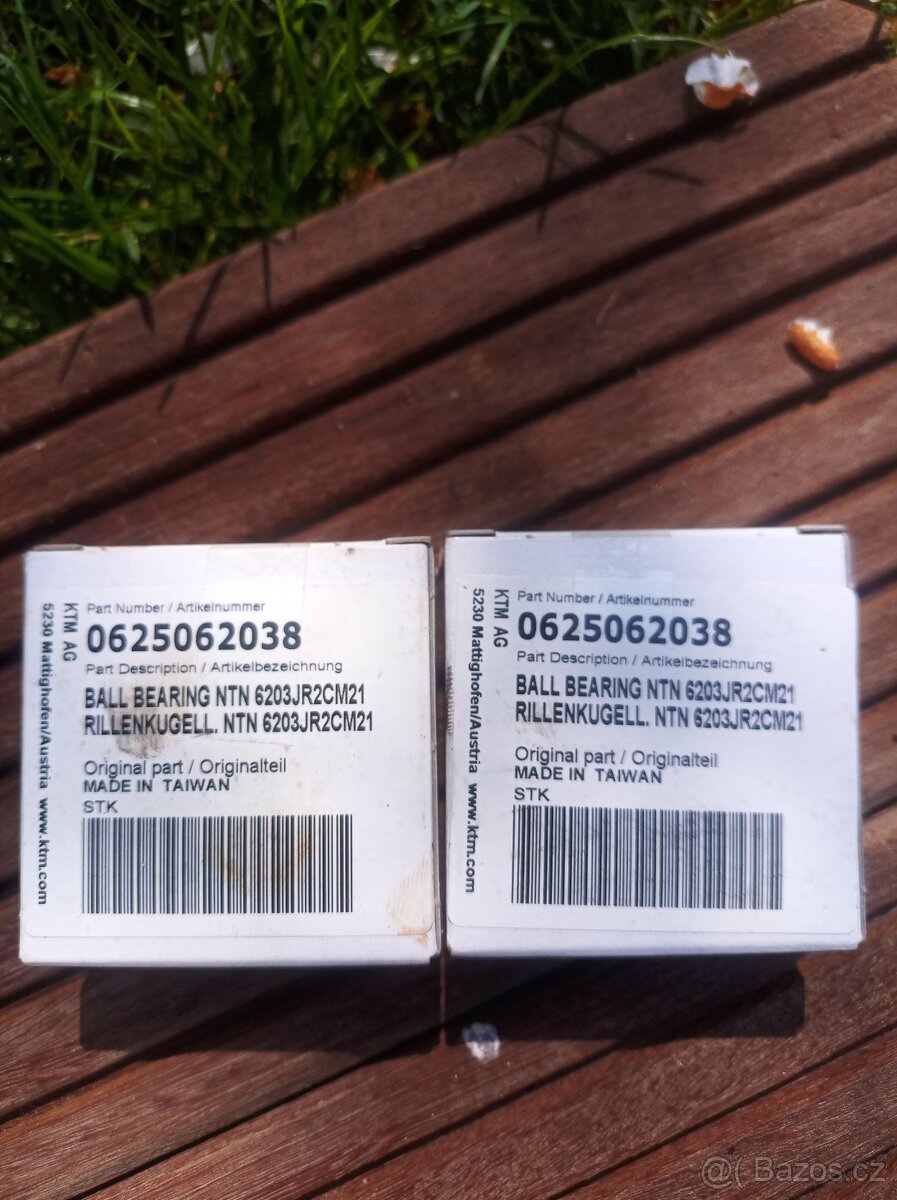 KTM AG
5230 Mattighofen/Austria www.ktm.com
Part Number / Artikelnummer
0625062038
Part Description / Artikelbezeichnung
BALL BEARING NTN 6203JR2CM21
RILLENKUGELL. NTN 6203JR2CM21
Original part / Originalteil
MADE IN TAIWAN
STK
KTM AG
5230 Mattighofen/Austria www.ktm.com
Part Number / Artikelnummer
0625062038
Part Description / Artikelbezeichnung
BALL BEARING NTN 6203JR2CM21
RILLENKUGELL. NTN 6203JR2CM21
Original part / Originalteil
MADE IN TAIWAN
STK
@( Bazos.cz